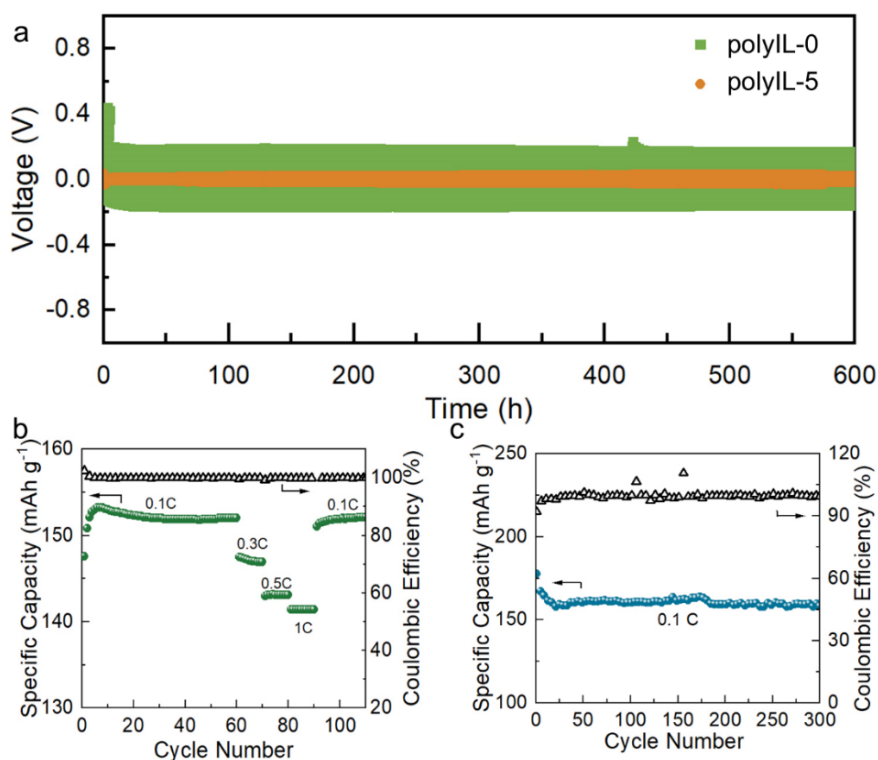 a
polyIL-0
polyIL-5
Voltage (V)
0.8
0.4
0.0
-0.4
-0.8
0 100 200 300 400 500 600
Time (h)
b
Specific Capacity (mAh g⁻¹)
160
150
140
130
0.1C
0.3C
0.5C
1C
0.1C
120
100
80
60
40
20
Coulombic Efficiency (%)
0 20 40 60 80 100
Cycle Number
c
Specific Capacity (mAh g⁻¹)
250
200
150
100
0.1 C
120
90
60
30
0
Coulombic Efficiency (%)
0 50 100 150 200 250 300
Cycle Number